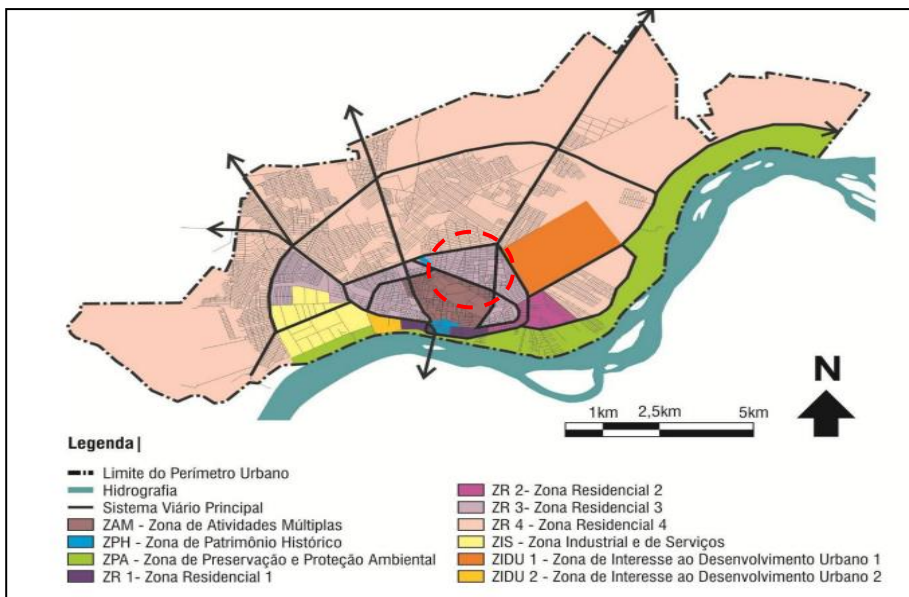 N
1km 2,5km 5km
Legenda|
Limite do Perímetro Urbano
Hidrografia
Sistema Viário Principal
ZAM - Zona de Atividades Múltiplas
ZPH - Zona de Patrimônio Histórico
ZPA - Zona de Preservação e Proteção Ambiental
ZR 1- Zona Residencial 1
ZR 2- Zona Residencial 2
ZR 3- Zona Residencial 3
ZR 4 - Zona Residencial 4
ZIS - Zona Industrial e de Serviços
ZIDU 1 - Zona de Interesse ao Desenvolvimento Urbano 1
ZIDU 2 - Zona de Interesse ao Desenvolvimento Urbano 2